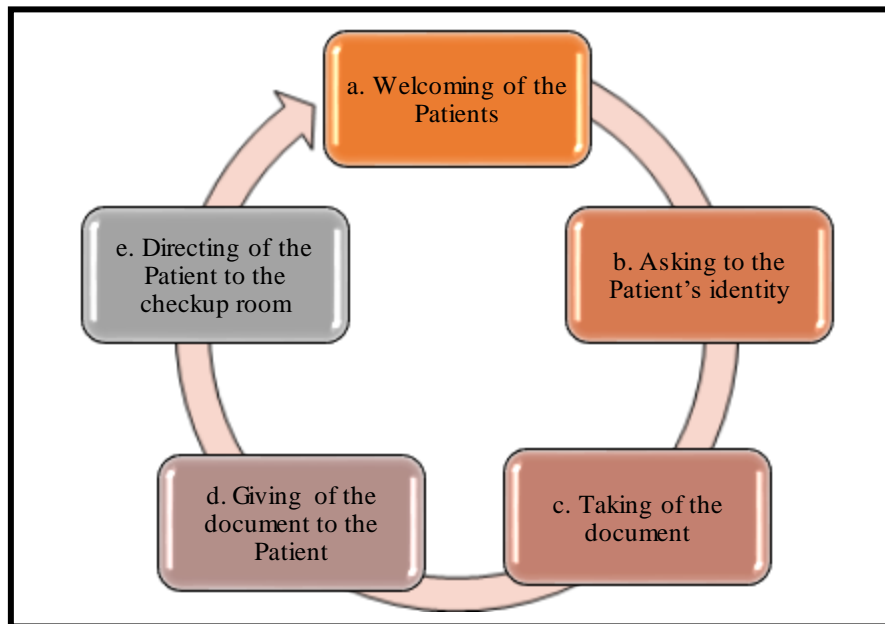 a. Welcoming of the
Patients
b. Asking to the
Patient's identity
c. Taking of the
document
d. Giving of the
document to the
Patient
e. Directing of the
Patient to the
checkup room